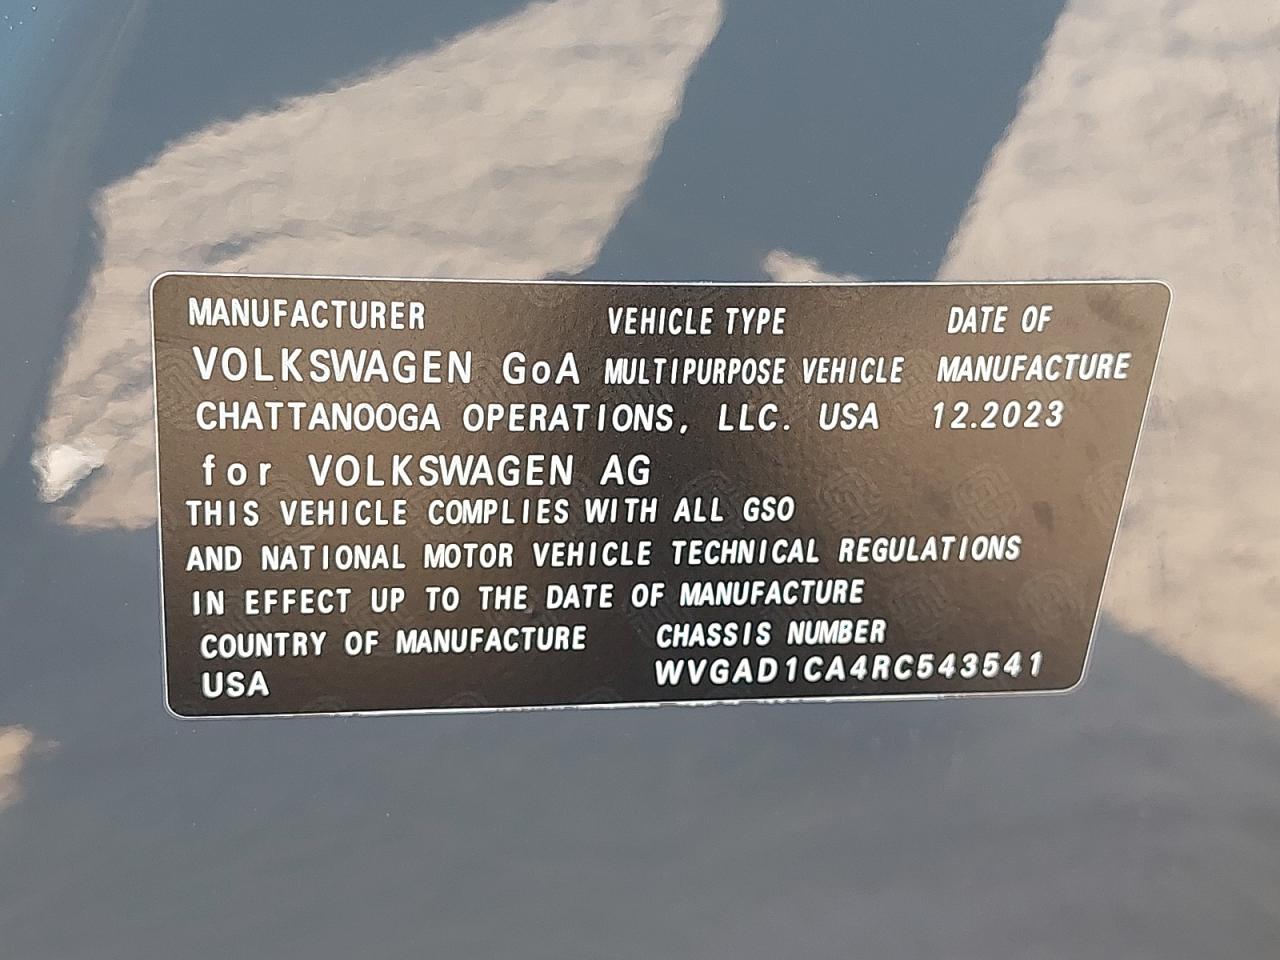 MANUFACTURER VEHICLE TYPE DATE OF
VOLKSWAGEN GoA MULTIPURPOSE VEHICLE MANUFACTURE
CHATTANOOGA OPERATIONS, LLC. USA 12.2023
for VOLKSWAGEN AG
THIS VEHICLE COMPLIES WITH ALL GSO
AND NATIONAL MOTOR VEHICLE TECHNICAL REGULATIONS
IN EFFECT UP TO THE DATE OF MANUFACTURE
COUNTRY OF MANUFACTURE CHASSIS NUMBER
USA WVGAD1CA4RC543541